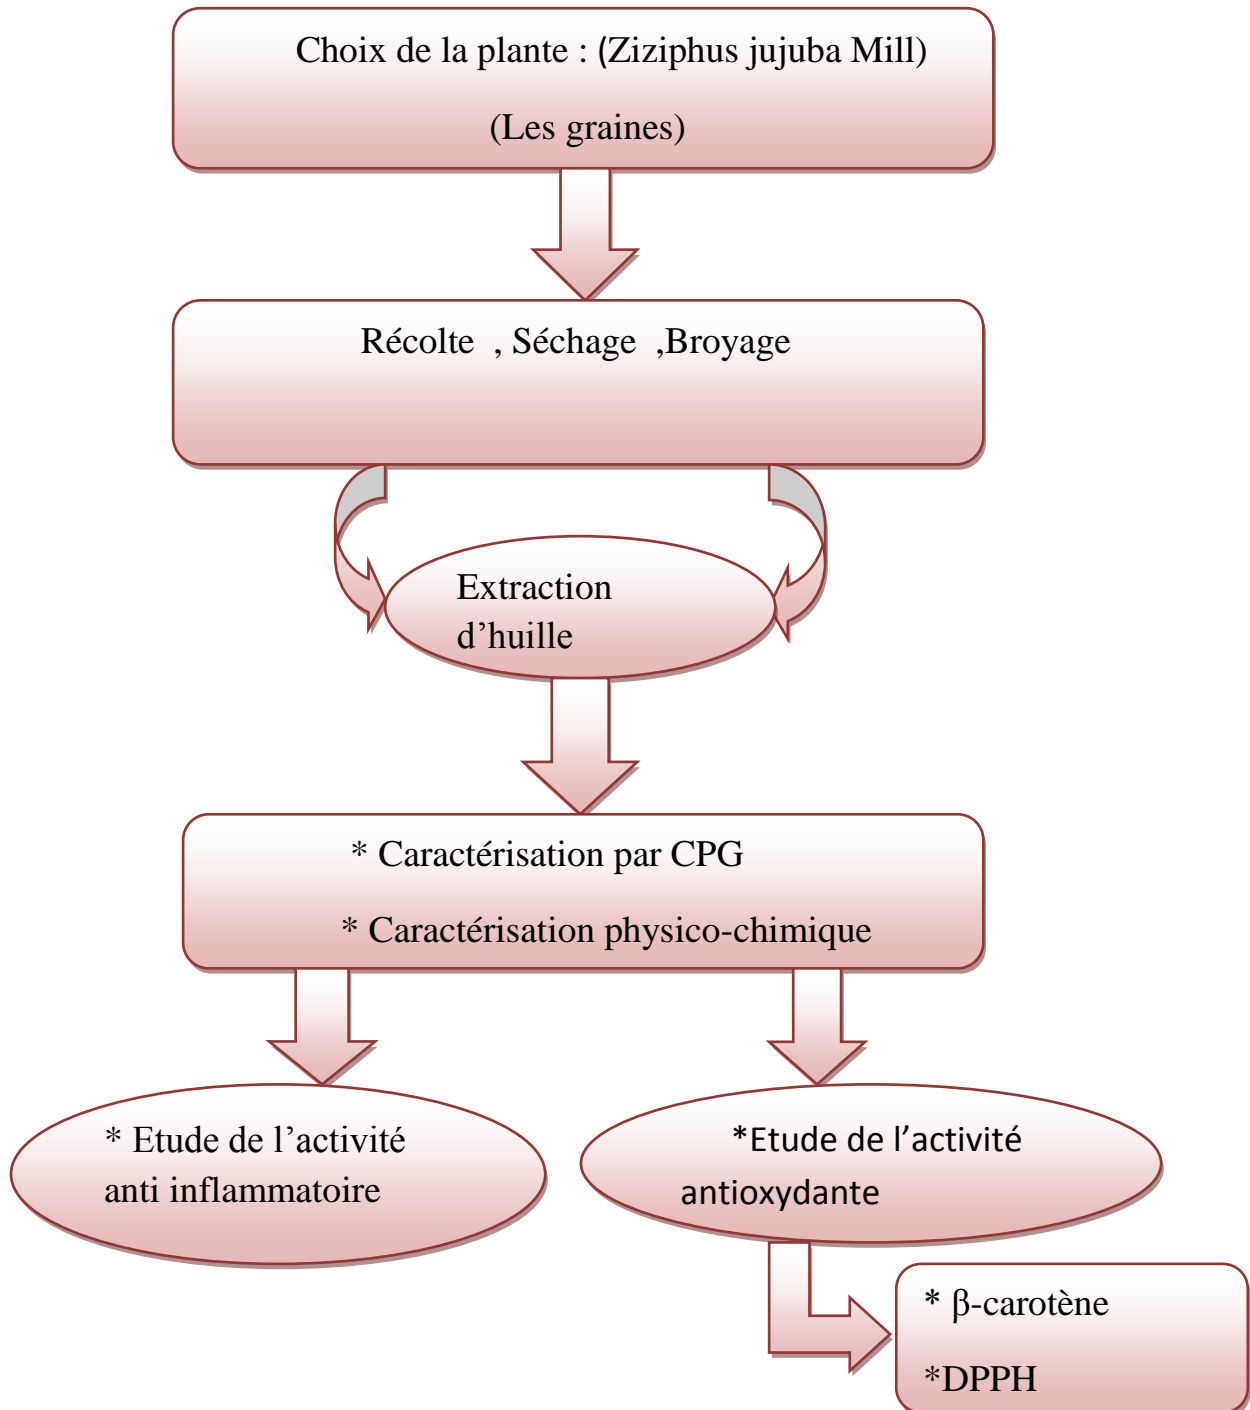 Choix de la plante : (Ziziphus jujuba Mill)
(Les graines)
Récolte , Séchage ,Broyage
Extraction
d’huille
* Caractérisation par CPG
* Caractérisation physico-chimique
* Etude de l’activité
anti inflammatoire
*Etude de l’activité
antioxydante
* β-carotène
*DPPH